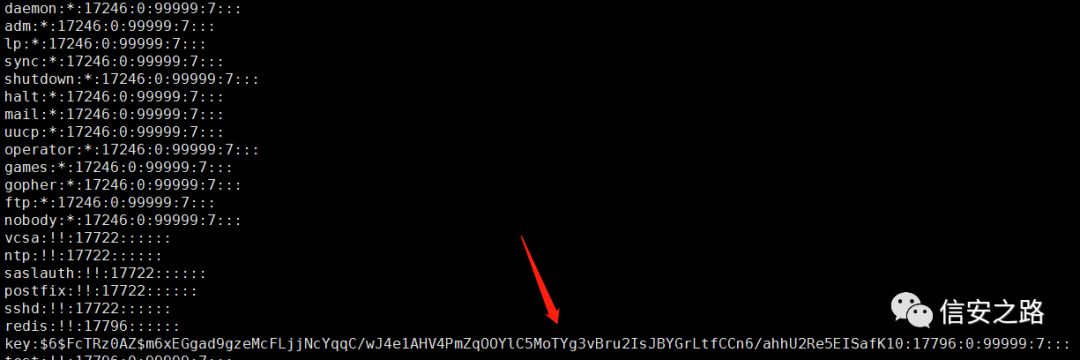 daemon:*:17246:0:99999:7:::
adm:*:17246:0:99999:7:::
lp:*:17246:0:99999:7:::
sync:*:17246:0:99999:7:::
shutdown:*:17246:0:99999:7:::
halt:*:17246:0:99999:7:::
mail:*:17246:0:99999:7:::
uucp:*:17246:0:99999:7:::
operator:*:17246:0:99999:7:::
games:*:17246:0:99999:7:::
gopher:*:17246:0:99999:7:::
ftp:*:17246:0:99999:7:::
nobody:*:17246:0:99999:7:::
vcsa:!!:17722::::::
ntp:!!:17722::::::
saslauth:!!:17722::::::
postfix:!!:17722::::::
sshd:!!:17722::::::
信安之路
redis:!!:17796::::::
key:$6$FcTRz0AZ$m6xEGgad9gzeMcFLjjNcYqqC/wJ4e1AHV4PmZqOOYlC5MoTYg3vBru2IsJBYGrLtfCCn6/ahhU2Re5EISafK10:17796:0:99999:7:::